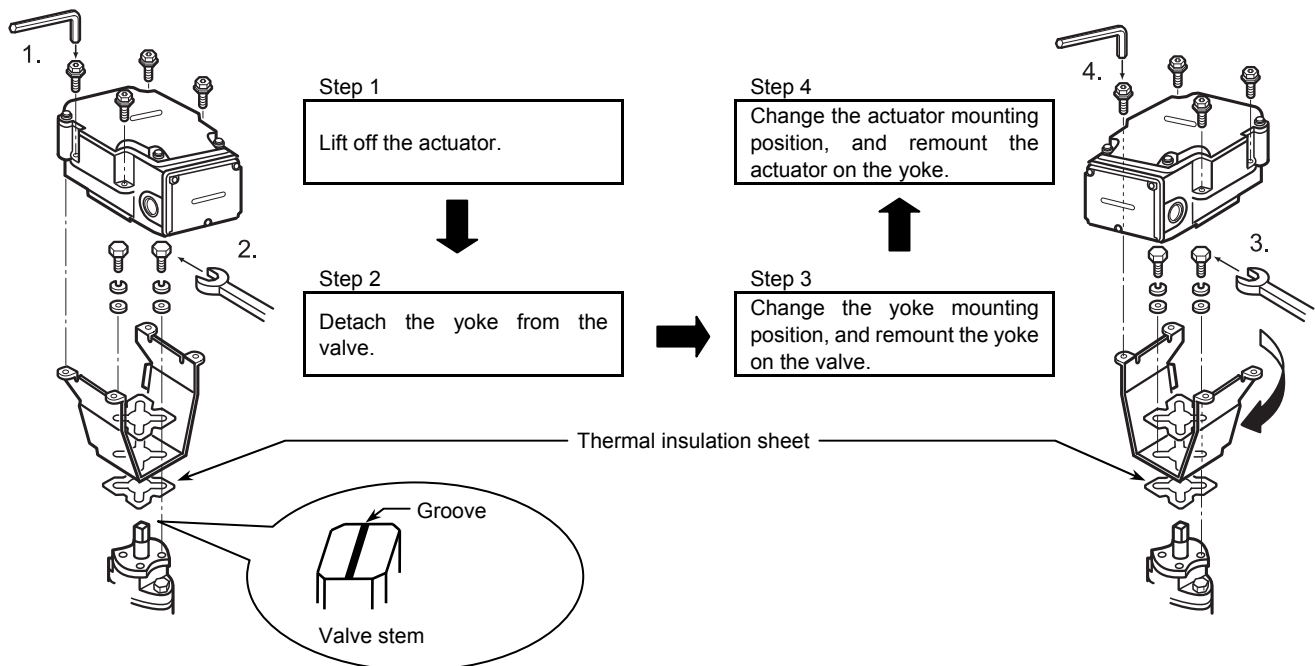 1.
Step 1
Lift off the actuator.
2.
Step 2
Detach the yoke from the
valve.
3.
Step 3
Change the yoke mounting
position, and remount the yoke
on the valve.
4.
Step 4
Change the actuator mounting
position, and remount the
actuator on the yoke.
Thermal insulation sheet
Groove
Valve stem